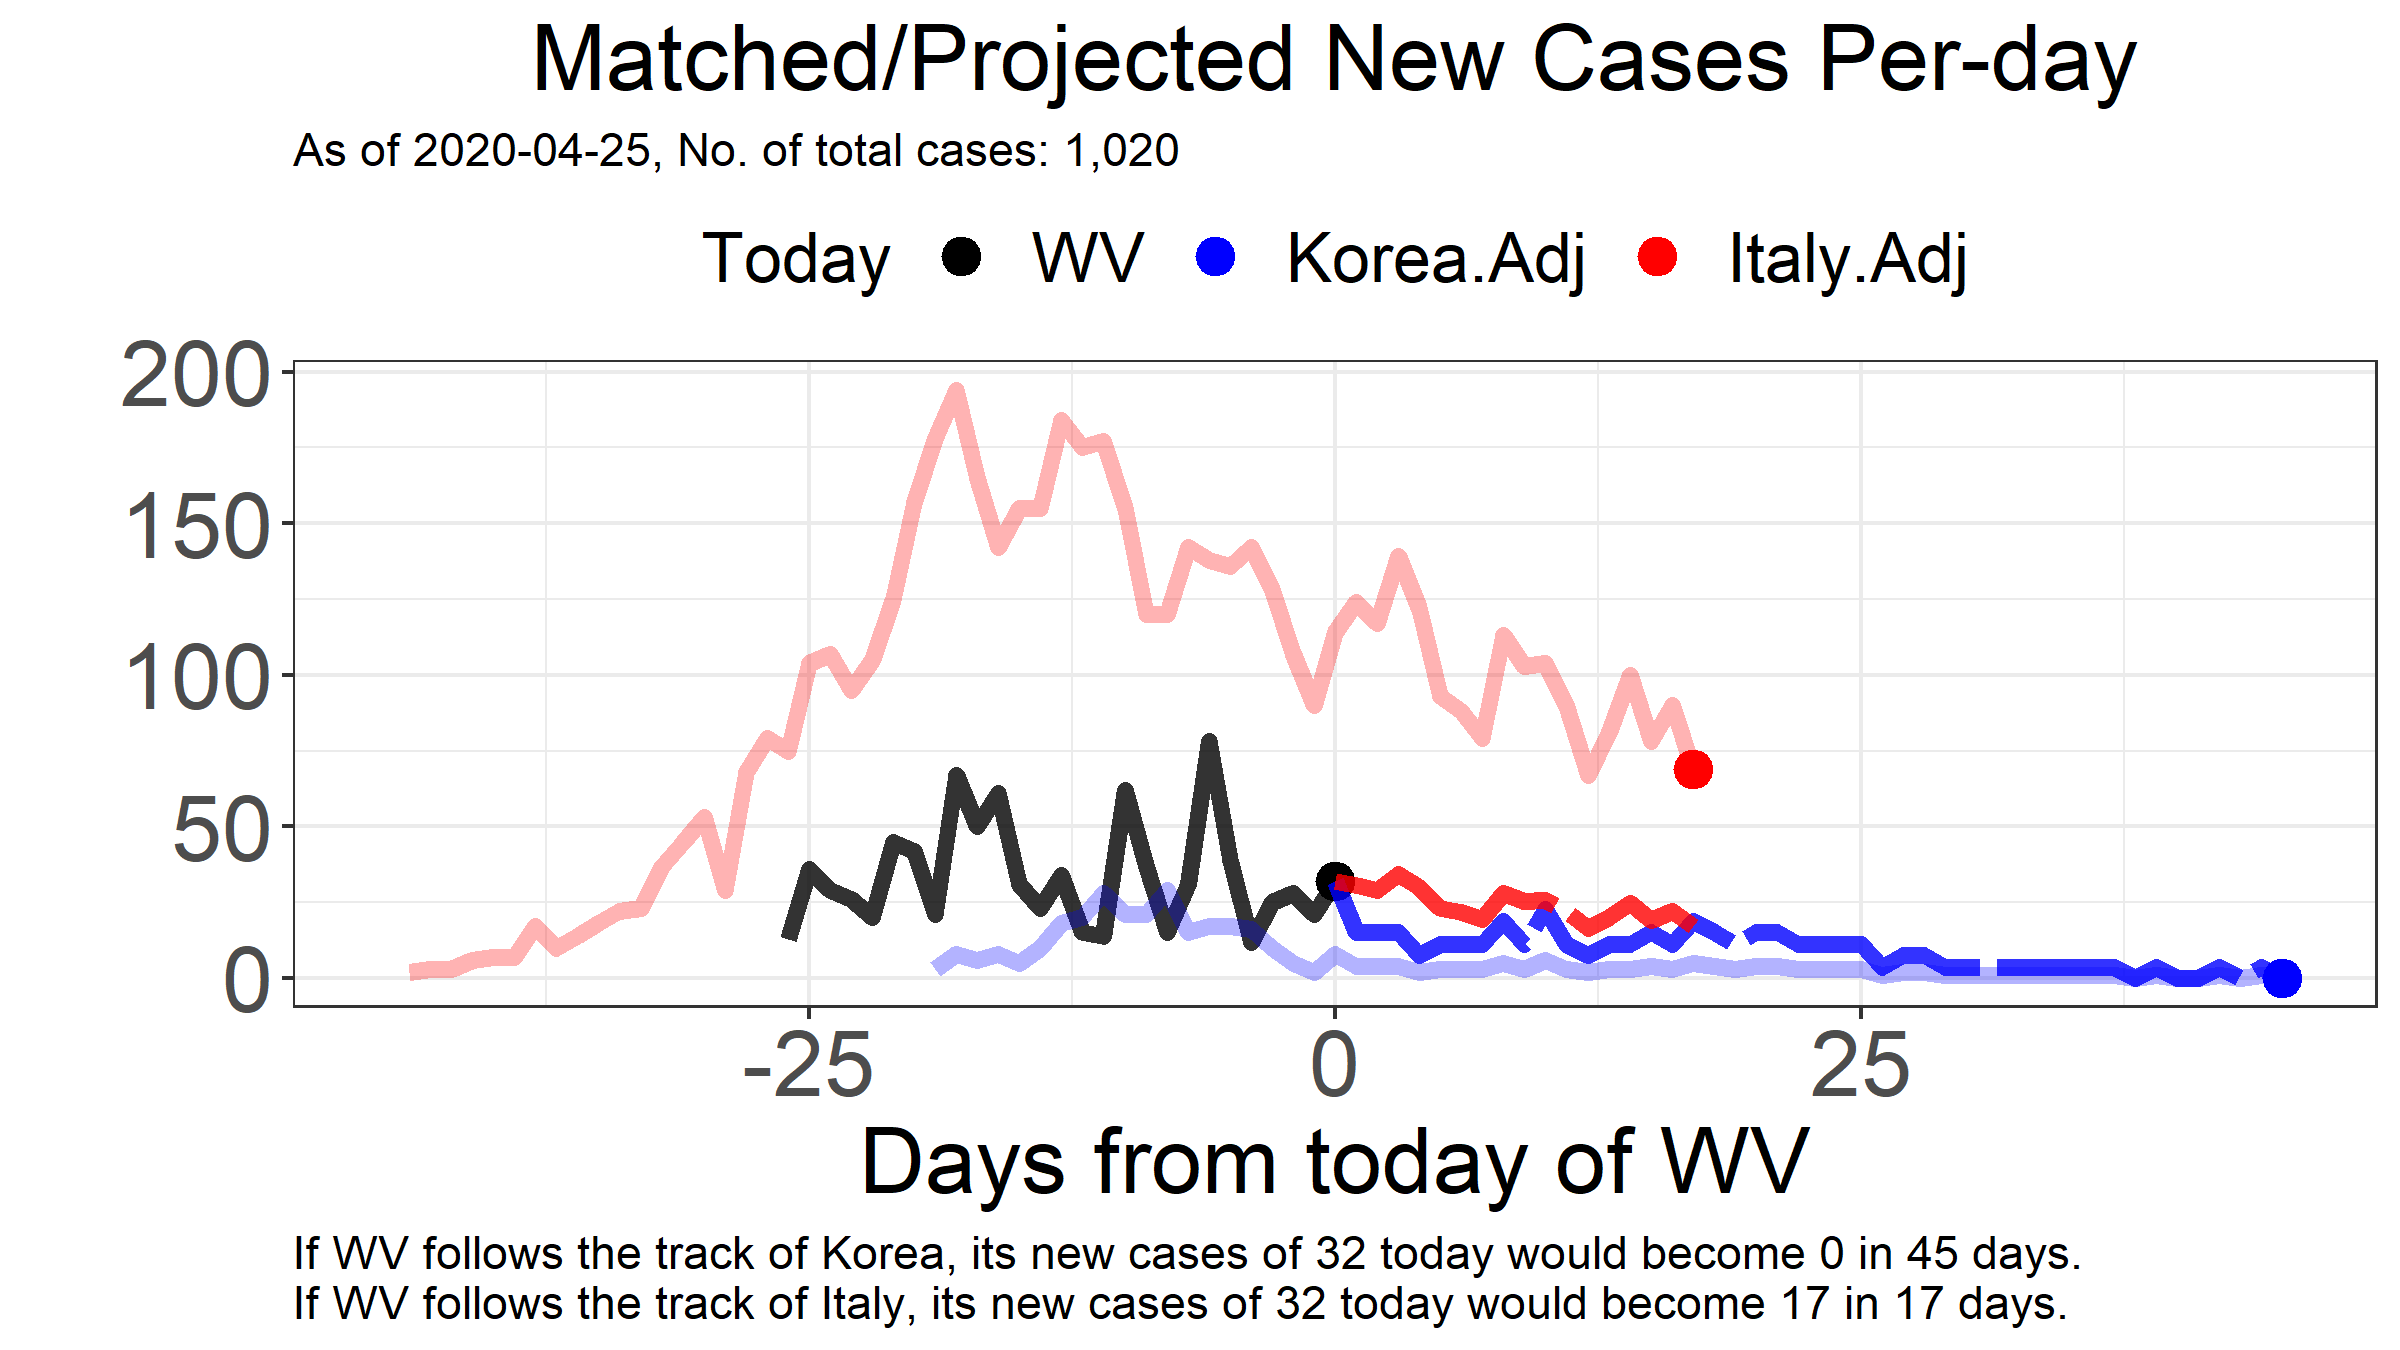 Matched/Projected New Cases Per-day
As of 2020-04-25, No. of total cases: 1,020
Today WV Korea.Adj Italy.Adj
200
150
100
50
0
-25 0 25
Days from today of WV
If WV follows the track of Korea, its new cases of 32 today would become 0 in 45 days.
If WV follows the track of Italy, its new cases of 32 today would become 17 in 17 days.